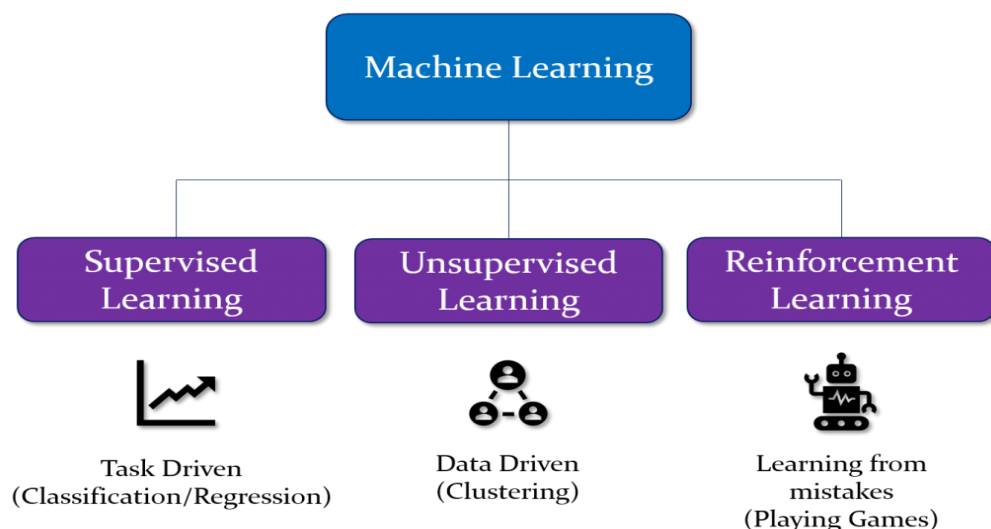 Machine Learning
Supervised
Learning
Unsupervised
Learning
Reinforcement
Learning
Task Driven
(Classification/Regression)
Data Driven
(Clustering)
Learning from
mistakes
(Playing Games)